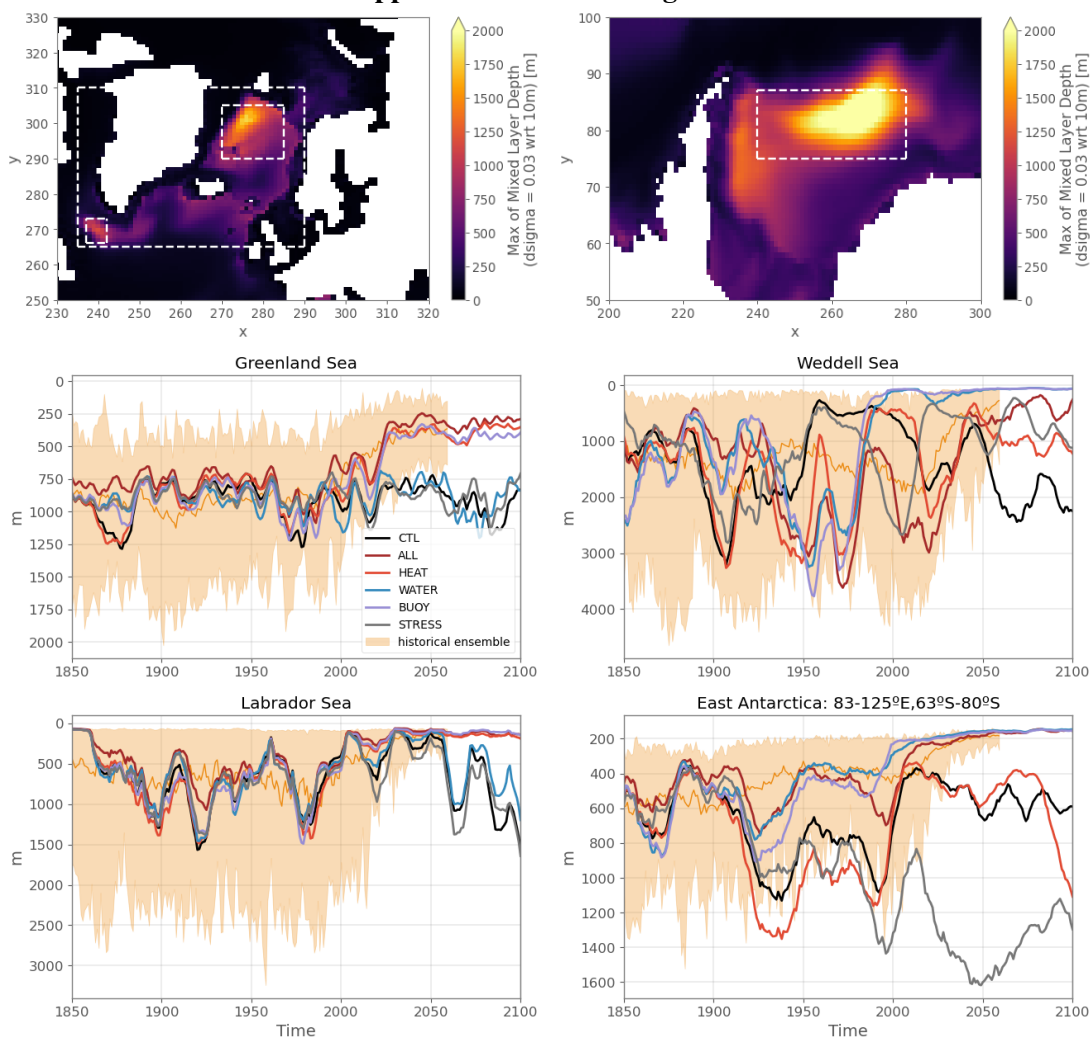 330
320
310
300
290
280
270
260
250
y
230 240 250 260 270 280 290 300 310 320
x
2000
1750
1500
1250
1000
750
500
250
0
Max of Mixed Layer Depth
(dsigma = 0.03 wrt 10m) [m]
100
90
80
70
60
50
y
200 220 240 260 280 300
x
2000
1750
1500
1250
1000
750
500
250
0
Max of Mixed Layer Depth
(dsigma = 0.03 wrt 10m) [m]
Greenland Sea
0
250
500
750
1000
1250
1500
1750
2000
m
1850 1900 1950 2000 2050 2100
CTL
ALL
HEAT
WATER
BUOY
STRESS
historical ensemble
Weddell Sea
0
1000
2000
3000
4000
m
1850 1900 1950 2000 2050 2100
Labrador Sea
0
500
1000
1500
2000
2500
3000
m
1850 1900 1950 2000 2050 2100
Time
East Antarctica: 83-125ºE,63ºS-80ºS
200
400
600
800
1000
1200
1400
1600
m
1850 1900 1950 2000 2050 2100
Time